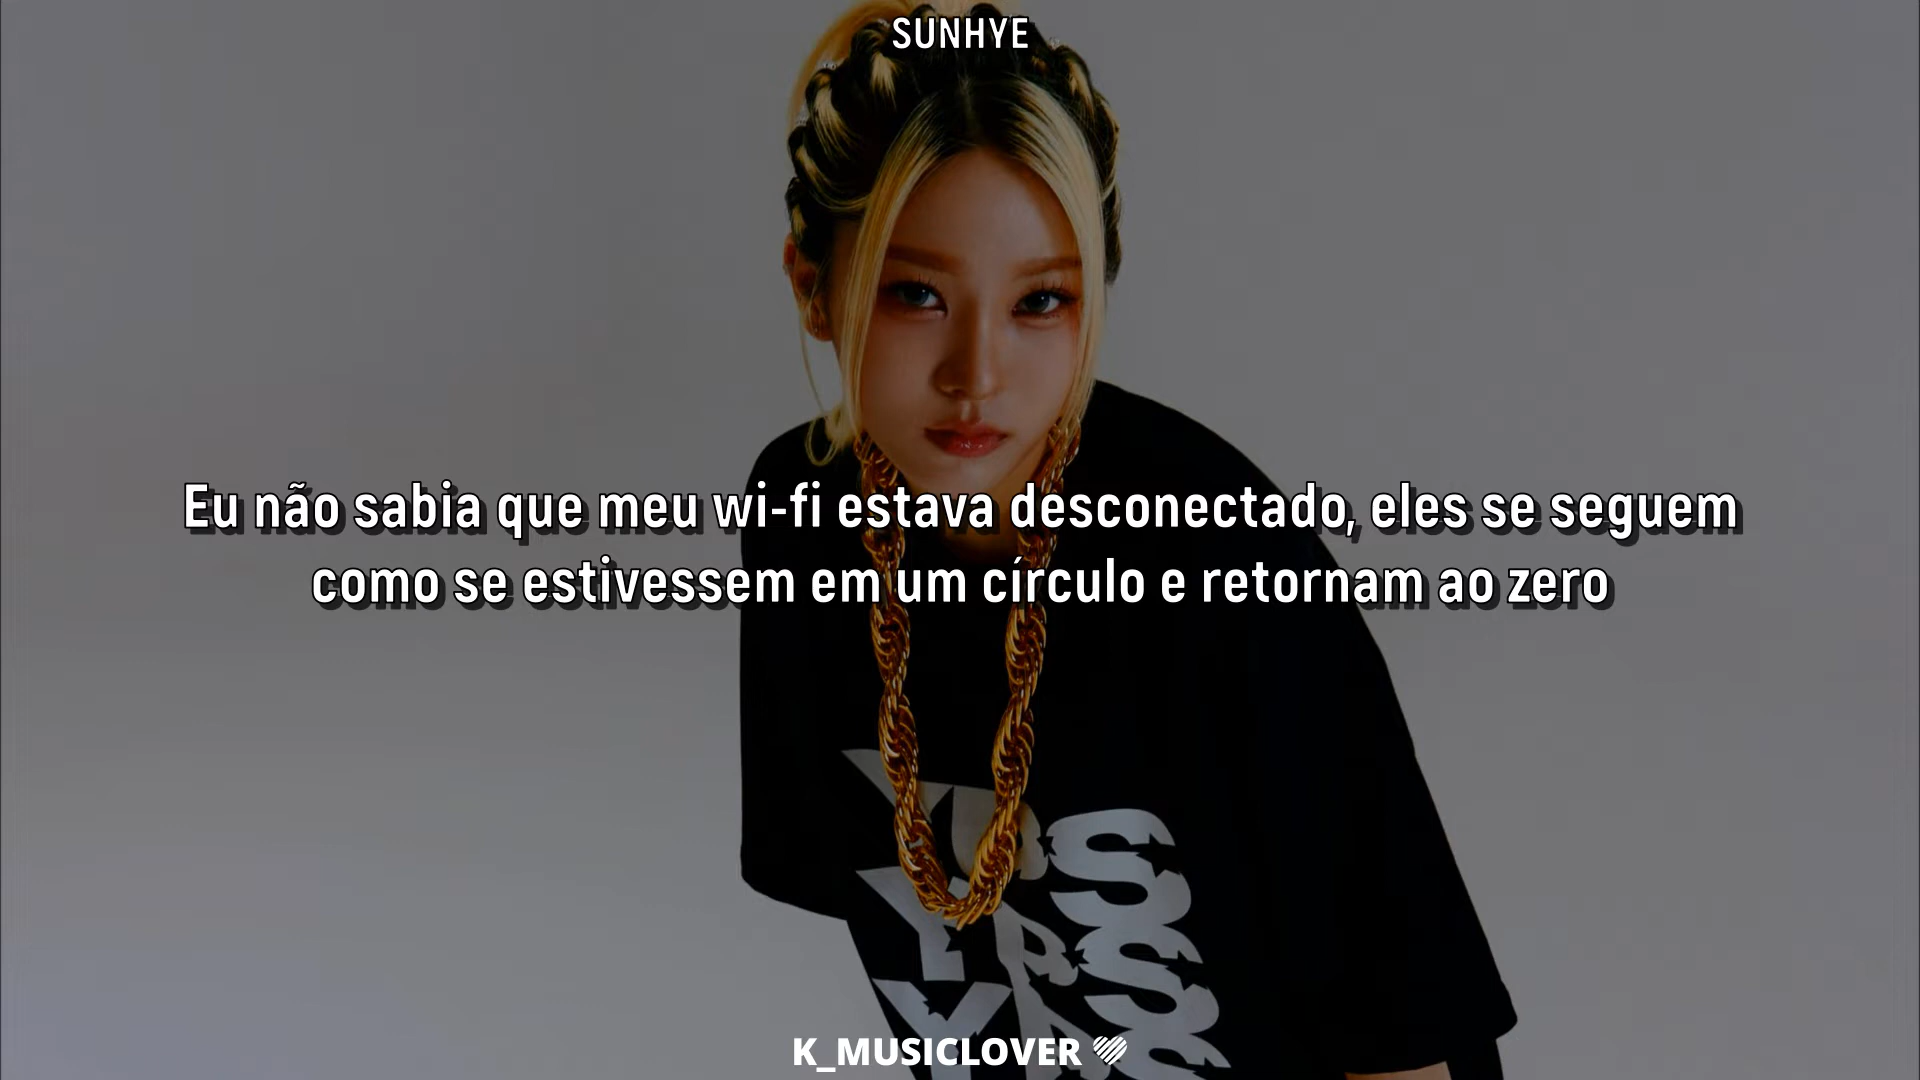 SUNHYE
Eu não sabia que meu wi-fi estava desconectado, eles se seguem
como se estivessem em um círculo e retornam ao zero
K_MUSICLOVER